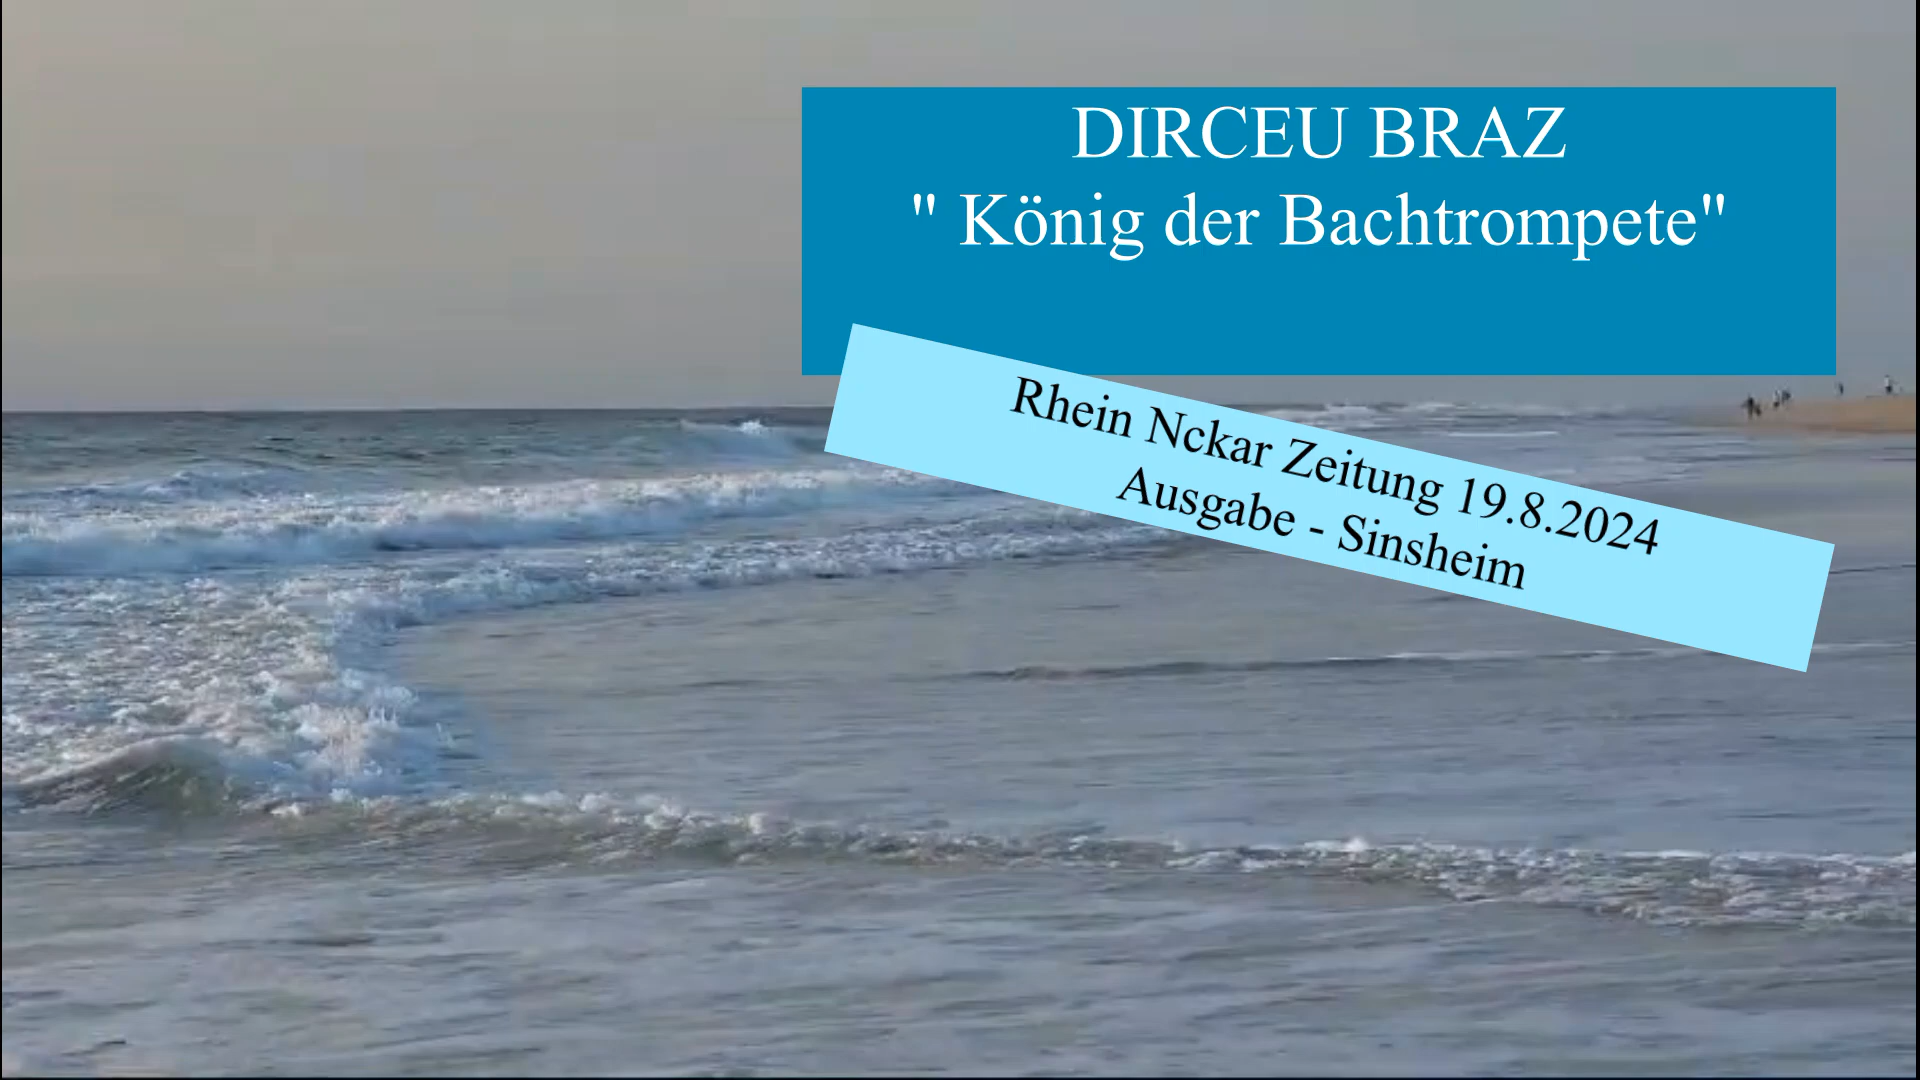 DIRCEU BRAZ
" König der Bachtrompete"
Rhein Nckar Zeitung 19.8.2024
Ausgabe - Sinsheim